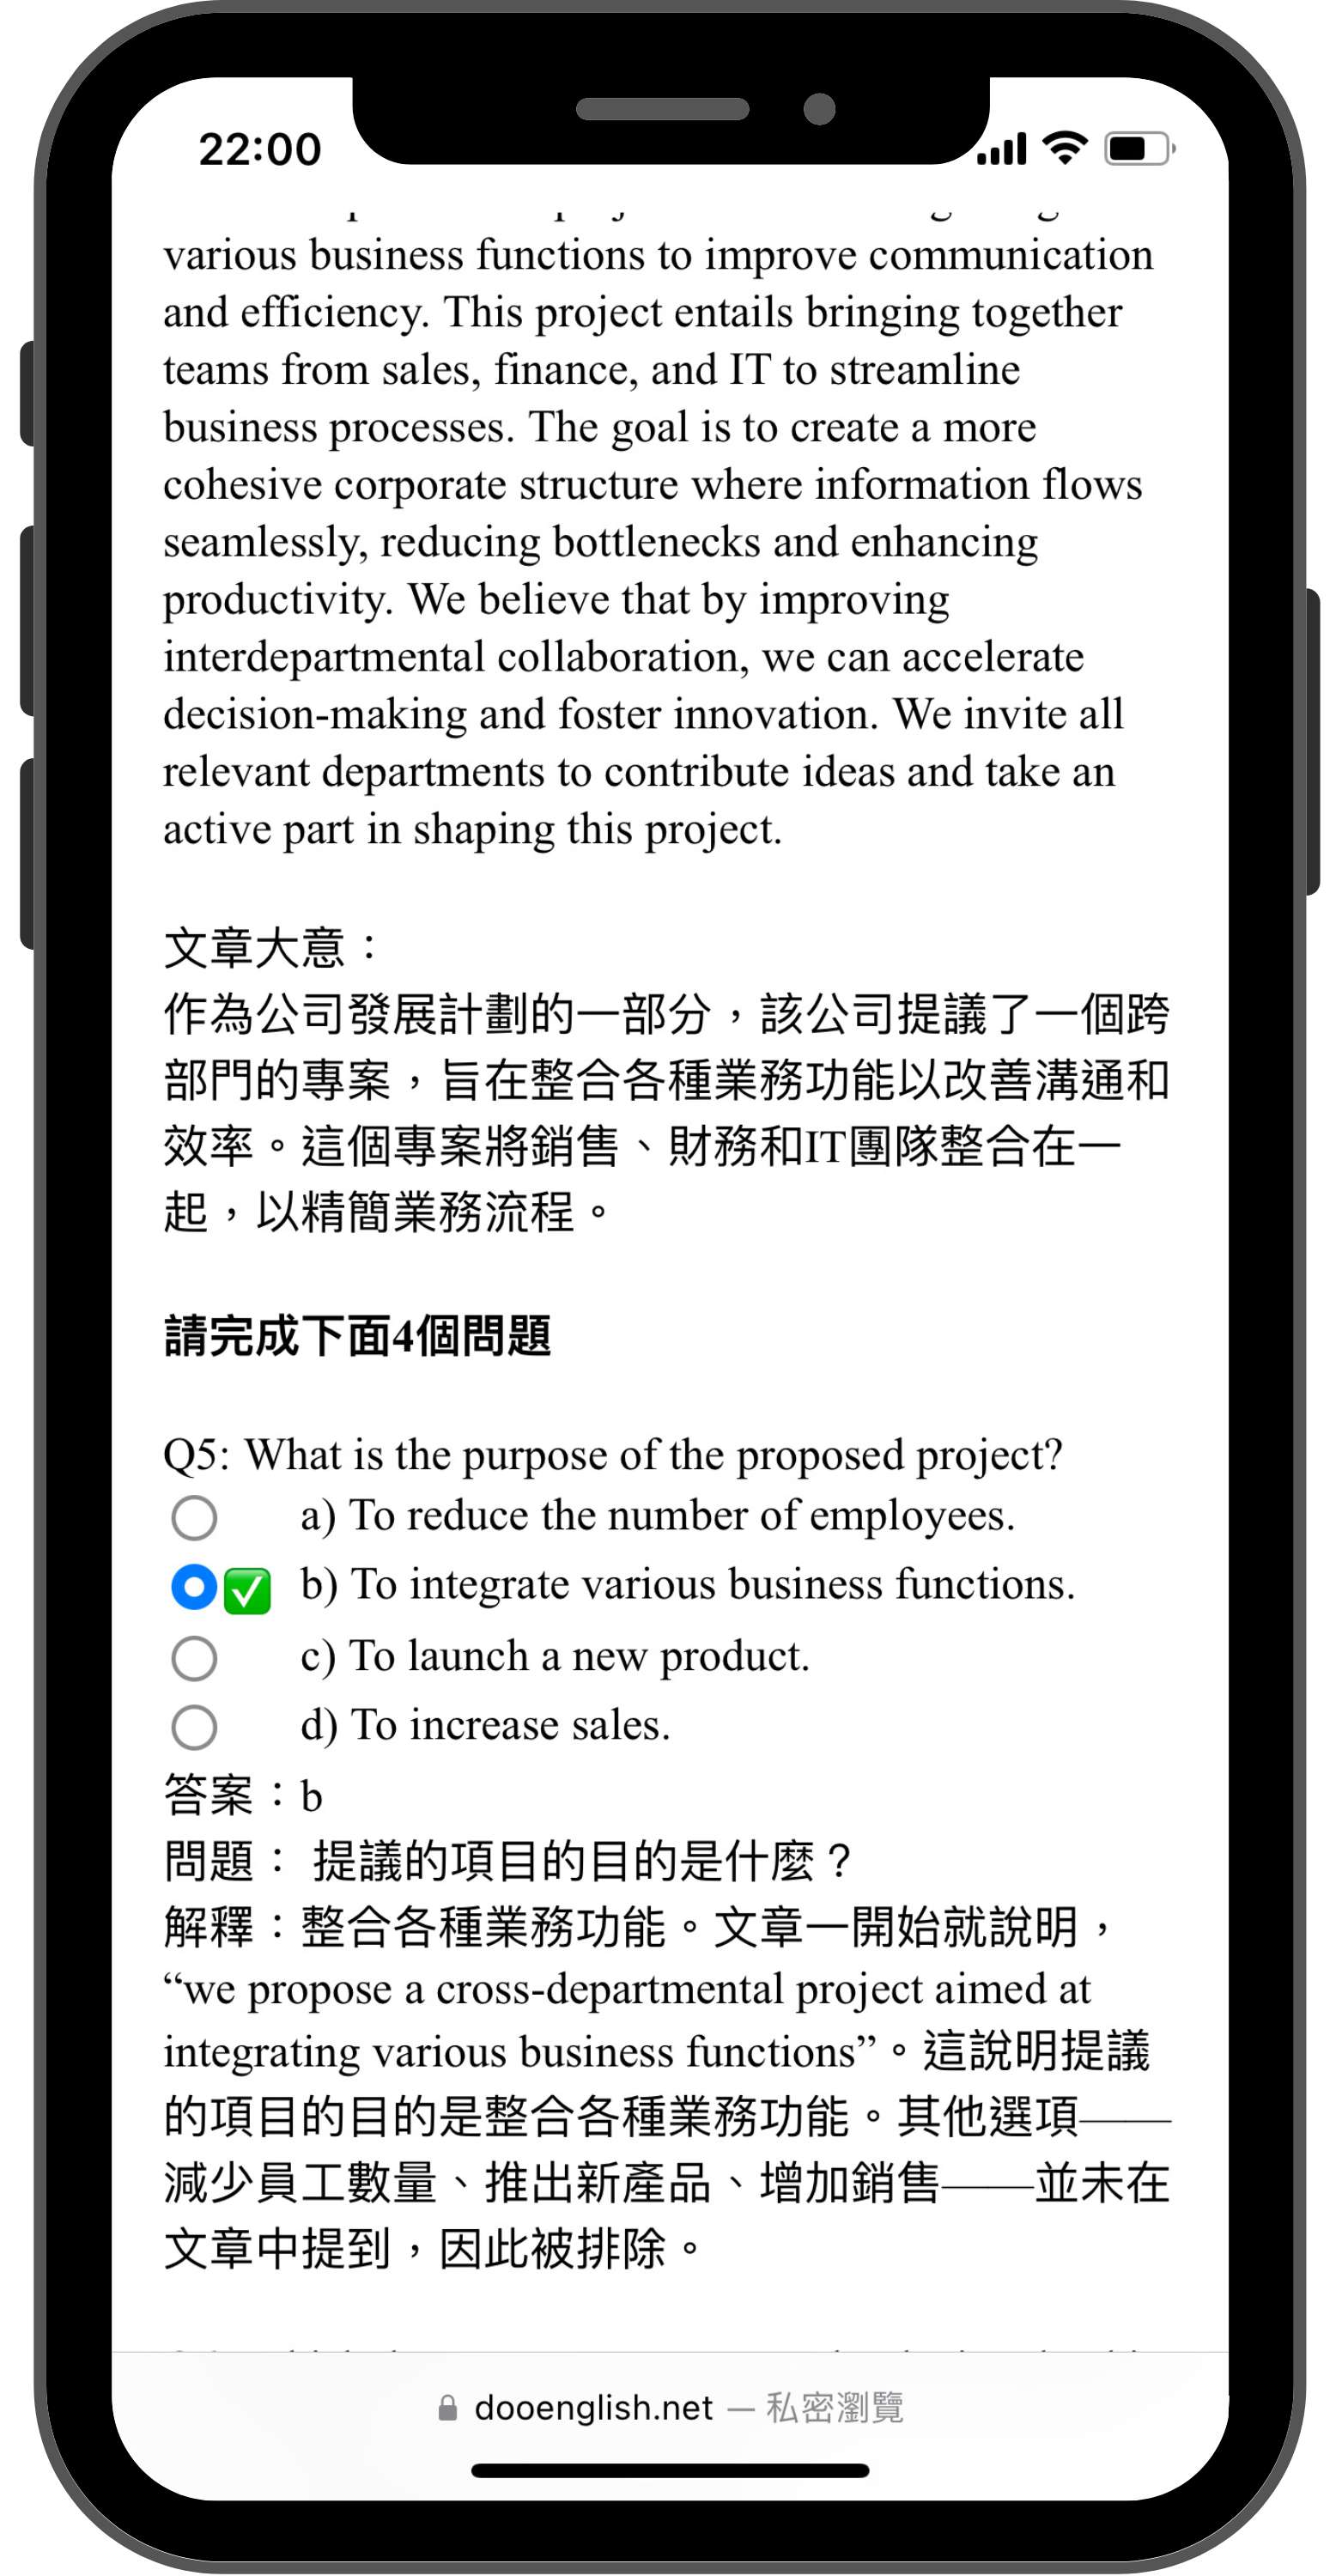 22:00
various business functions to improve communication
and efficiency. This project entails bringing together
teams from sales, finance, and IT to streamline
business processes. The goal is to create a more
cohesive corporate structure where information flows
seamlessly, reducing bottlenecks and enhancing
productivity. We believe that by improving
interdepartmental collaboration, we can accelerate
decision-making and foster innovation. We invite all
relevant departments to contribute ideas and take an
active part in shaping this project.
文章大意：
作為公司發展計劃的一部分，該公司提議了一個跨
部門的專案，旨在整合各種業務功能以改善溝通和
效率。這個專案將銷售、財務和IT團隊整合在一
起，以精簡業務流程。
請完成下面4個問題
Q5: What is the purpose of the proposed project?
a) To reduce the number of employees.
b) To integrate various business functions.
c) To launch a new product.
d) To increase sales.
答案：b
問題： 提議的項目的目的是什麼？
解釋：整合各種業務功能。文章一開始就說明，
“we propose a cross-departmental project aimed at
integrating various business functions”。這說明提議
的項目的目的是整合各種業務功能。其他選項——
減少員工數量、推出新產品、增加銷售——並未在
文章中提到，因此被排除。
dooenglish.net — 私密瀏覽